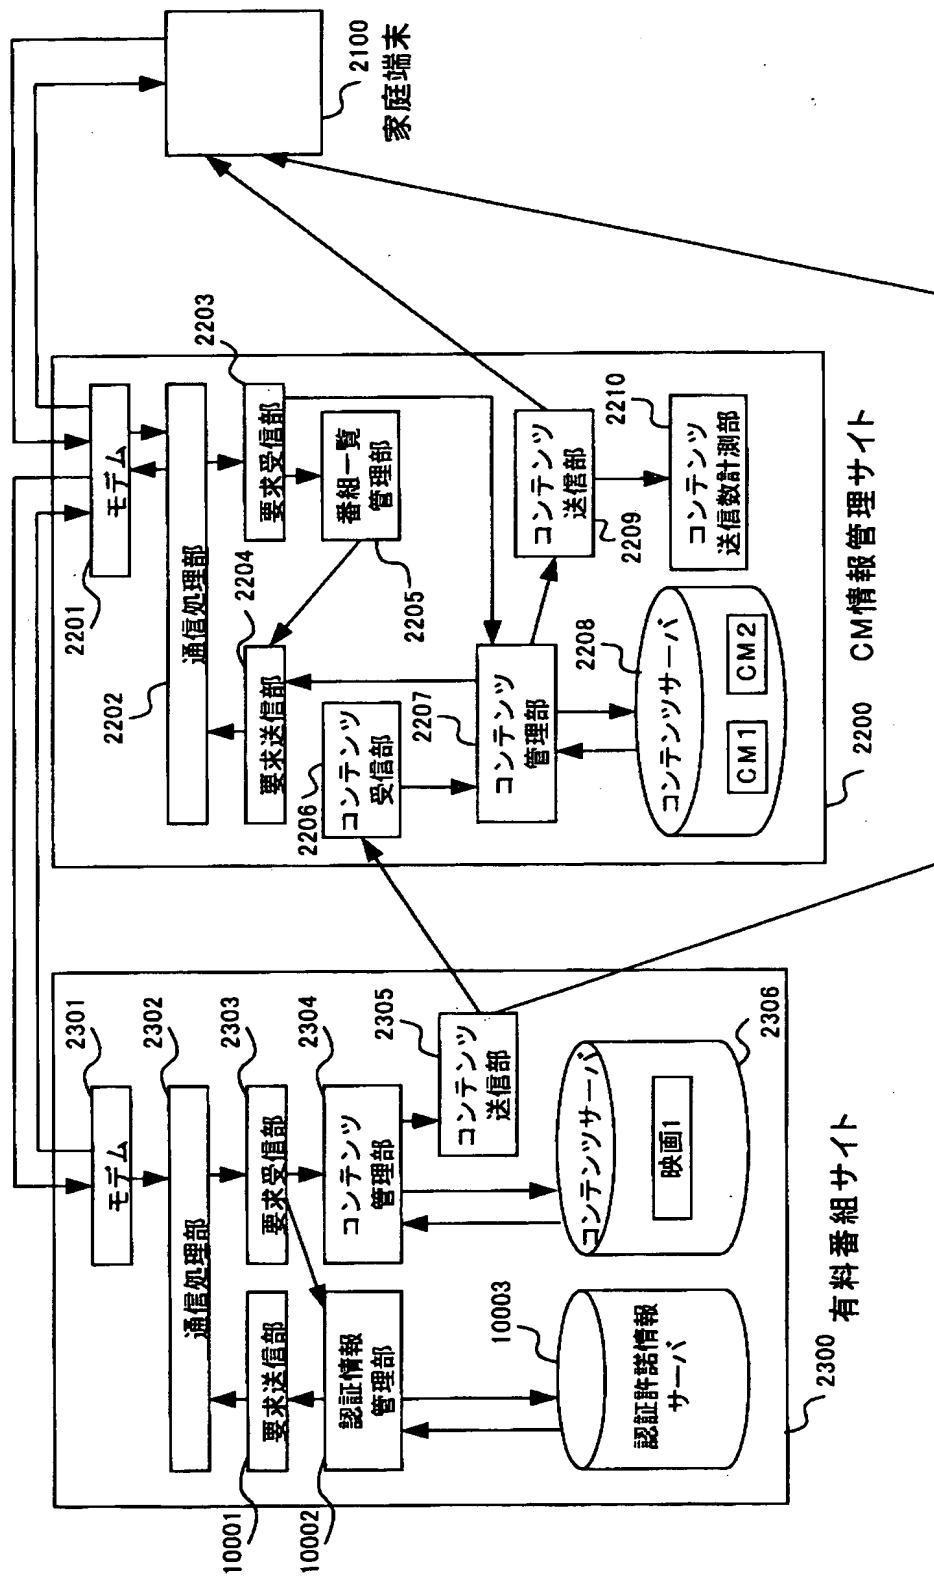 2300 有料番組サイト
2301
モデム
2302
通信処理部
10001
要求送信部
2303
要求受信部
10002
認証情報
管理部
2304
コンテンツ
管理部
2305
コンテンツ
送信部
10003
認証許諾情報
サーバ
2306
コンテンツサーバ
映画1
2200 CM情報管理サイト
2201
モデム
2202
通信処理部
2203
要求受信部
2204
要求送信部
2205
番組一覧
管理部
2206
コンテンツ
受信部
2207
コンテンツ
管理部
2208
コンテンツサーバ
CM1
CM2
2209
コンテンツ
送信部
2210
コンテンツ
送信数計測部
2100
家庭端末